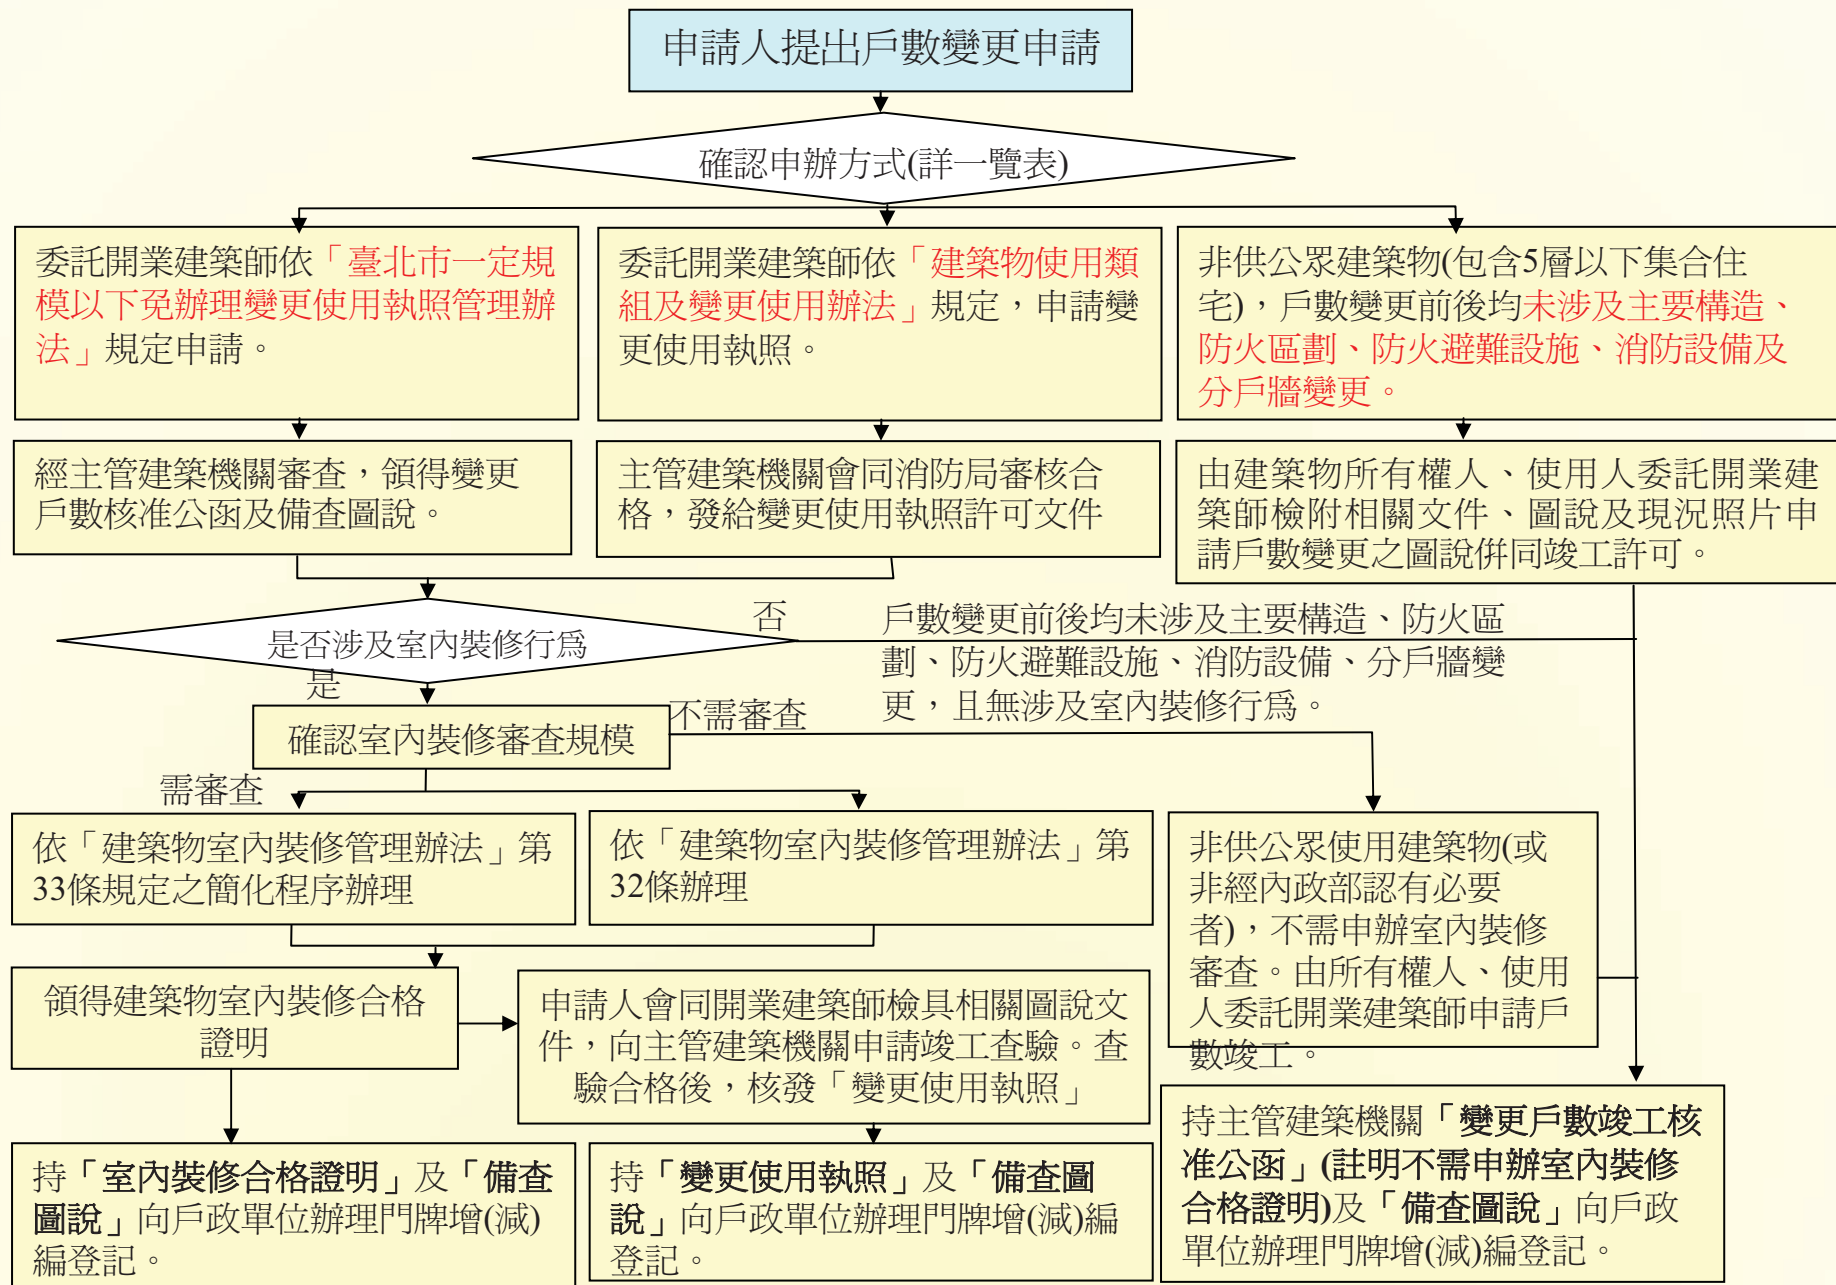 申請人提出戶數變更申請
確認申辦方式(詳一覽表)
委託開業建築師依「臺北市一定規
模以下免辦理變更使用執照管理辦
法」規定申請。
委託開業建築師依「建築物使用類
組及變更使用辦法」規定，申請變
更使用執照。
非供公眾建築物(包含5層以下集合住
宅)，戶數變更前後均未涉及主要構造、
防火區劃、防火避難設施、消防設備及
分戶牆變更。
經主管建築機關審查，領得變更
戶數核准公函及備查圖說。
主管建築機關會同消防局審核合
格，發給變更使用執照許可文件
由建築物所有權人、使用人委託開業建
築師檢附相關文件、圖說及現況照片申
請戶數變更之圖說併同竣工許可。
是否涉及室內裝修行為
否
是
戶數變更前後均未涉及主要構造、防火區
劃、防火避難設施、消防設備、分戶牆變
更，且無涉及室內裝修行為。
確認室內裝修審查規模
不需審查
需審查
依「建築物室內裝修管理辦法」第
33條規定之簡化程序辦理
依「建築物室內裝修管理辦法」第
32條辦理
非供公眾使用建築物(或
非經內政部認有必要
者)，不需申辦室內裝修
審查。由所有權人、使用
人委託開業建築師申請戶
數竣工。
領得建築物室內裝修合格
證明
申請人會同開業建築師檢具相關圖說文
件，向主管建築機關申請竣工查驗。查
驗合格後，核發「變更使用執照」
持「室內裝修合格證明」及「備查
圖說」向戶政單位辦理門牌增(減)
編登記。
持「變更使用執照」及「備查圖
說」向戶政單位辦理門牌增(減)編
登記。
持主管建築機關「變更戶數竣工核
准公函」(註明不需申辦室內裝修
合格證明)及「備查圖說」向戶政
單位辦理門牌增(減)編登記。